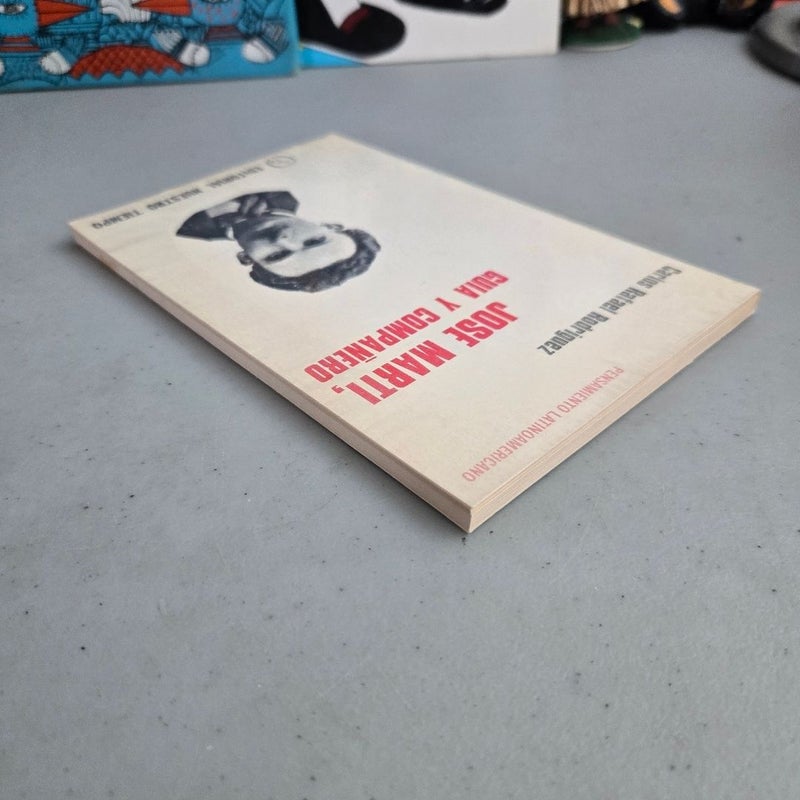 PENSAMIENTO LATINOAMERICANO
Carlos Rafael Rodríguez
JOSE MARTI,
GUIA Y COMPAÑERO
EDITORIAL NUESTRO TIEMPO